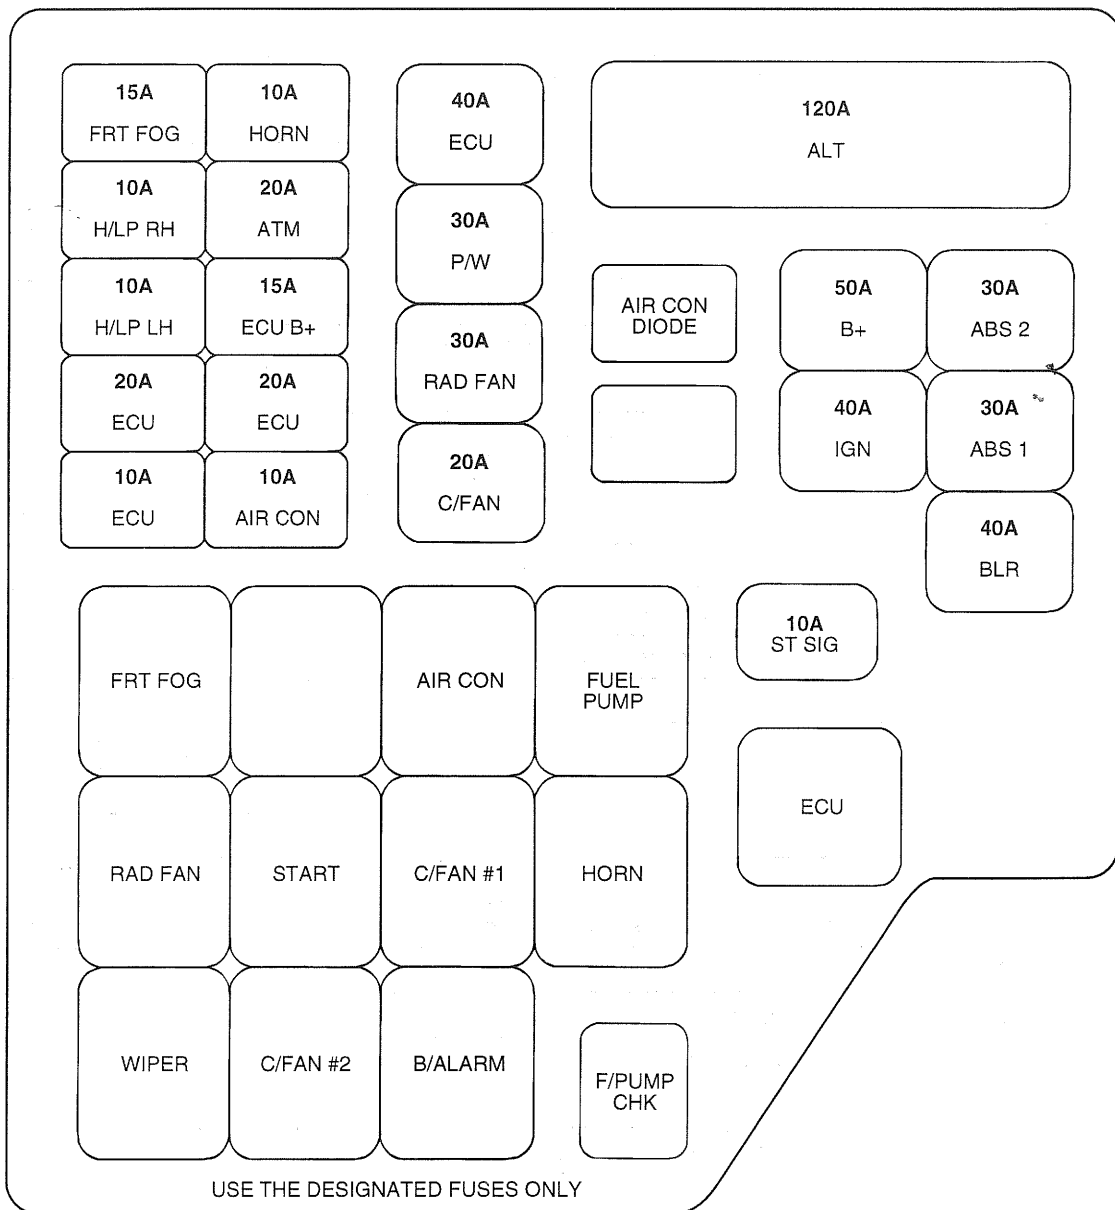 15A
FRT FOG
10A
HORN
10A
H/LP RH
20A
ATM
10A
H/LP LH
15A
ECU B+
20A
ECU
20A
ECU
10A
ECU
10A
AIR CON
40A
ECU
30A
P/W
30A
RAD FAN
20A
C/FAN
120A
ALT
AIR CON
DIODE
50A
B+
30A
ABS 2
40A
IGN
30A
ABS 1
40A
BLR
10A
ST SIG
ECU
FRT FOG
AIR CON
FUEL
PUMP
RAD FAN
START
C/FAN #1
HORN
WIPER
C/FAN #2
B/ALARM
F/PUMP
CHK
USE THE DESIGNATED FUSES ONLY